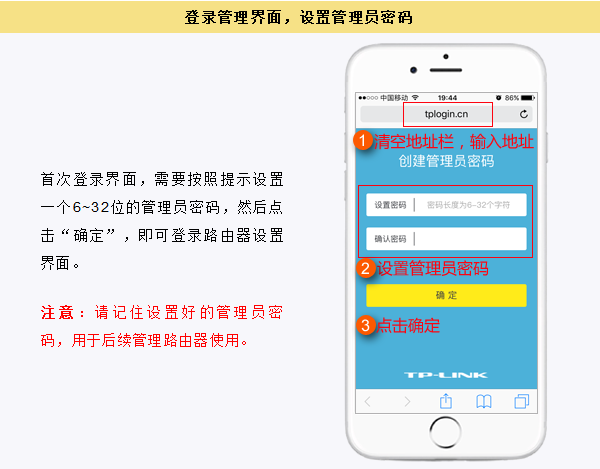 登录管理界面，设置管理员密码
首次登录界面，需要按照提示设置
一个6~32位的管理员密码，然后点
击“确定”，即可登录路由器设置
界面。
注意：请记住设置好的管理员密
码，用于后续管理路由器使用。
中国移动 19:44 86%
tplogin.cn
1 清空地址栏，输入地址
创建管理员密码
设置密码 密码长度为6-32个字符
确认密码
2 设置管理员密码
确 定
3 点击确定
TP-LINK